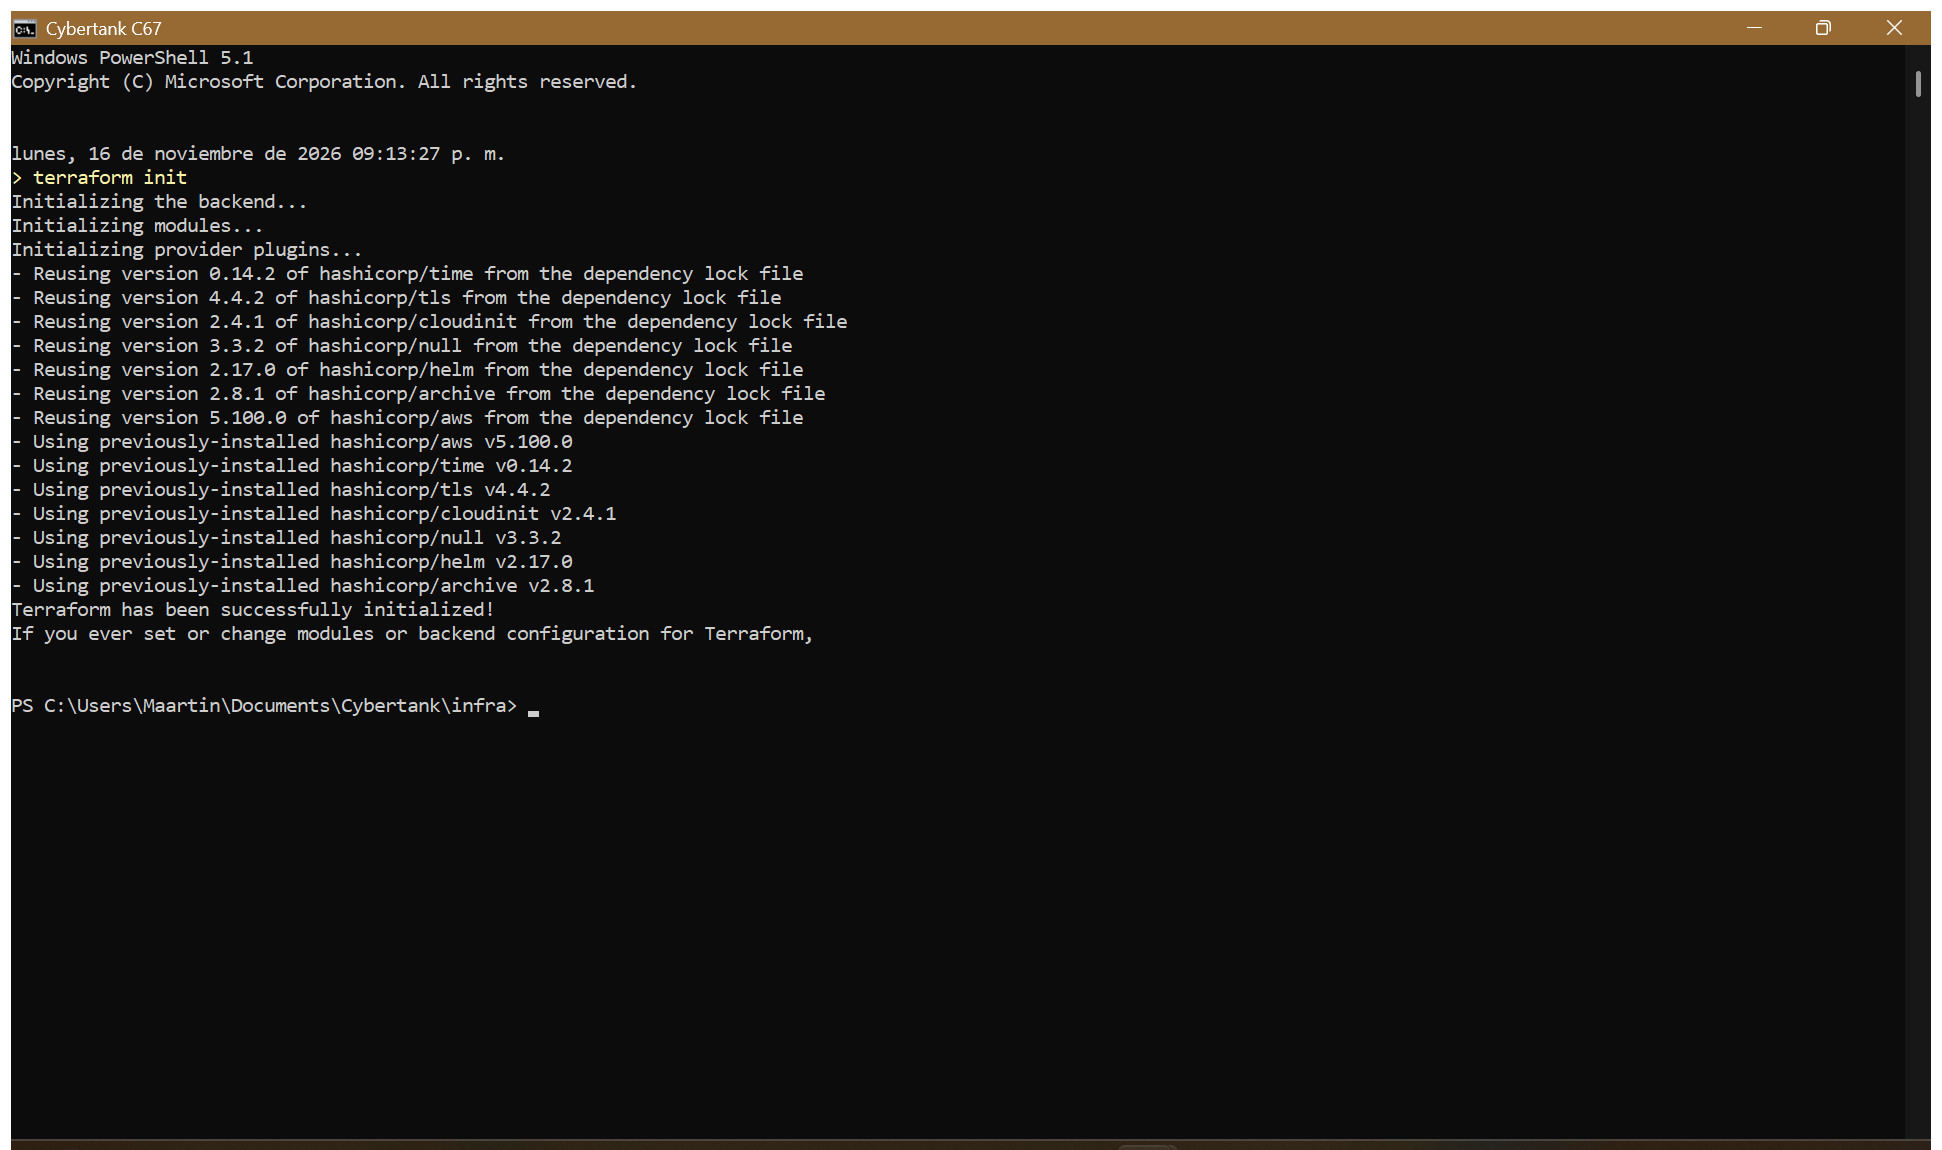 Cybertank C67
Windows PowerShell 5.1
Copyright (C) Microsoft Corporation. All rights reserved.
lunes, 16 de noviembre de 2026 09:13:27 p. m.
> terraform init
Initializing the backend...
Initializing modules...
Initializing provider plugins...
- Reusing version 0.14.2 of hashicorp/time from the dependency lock file
- Reusing version 4.4.2 of hashicorp/tls from the dependency lock file
- Reusing version 2.4.1 of hashicorp/cloudinit from the dependency lock file
- Reusing version 3.3.2 of hashicorp/null from the dependency lock file
- Reusing version 2.17.0 of hashicorp/helm from the dependency lock file
- Reusing version 2.8.1 of hashicorp/archive from the dependency lock file
- Reusing version 5.100.0 of hashicorp/aws from the dependency lock file
- Using previously-installed hashicorp/aws v5.100.0
- Using previously-installed hashicorp/time v0.14.2
- Using previously-installed hashicorp/tls v4.4.2
- Using previously-installed hashicorp/cloudinit v2.4.1
- Using previously-installed hashicorp/null v3.3.2
- Using previously-installed hashicorp/helm v2.17.0
- Using previously-installed hashicorp/archive v2.8.1
Terraform has been successfully initialized!
If you ever set or change modules or backend configuration for Terraform,
PS C:\Users\Maartin\Documents\Cybertank\infra>